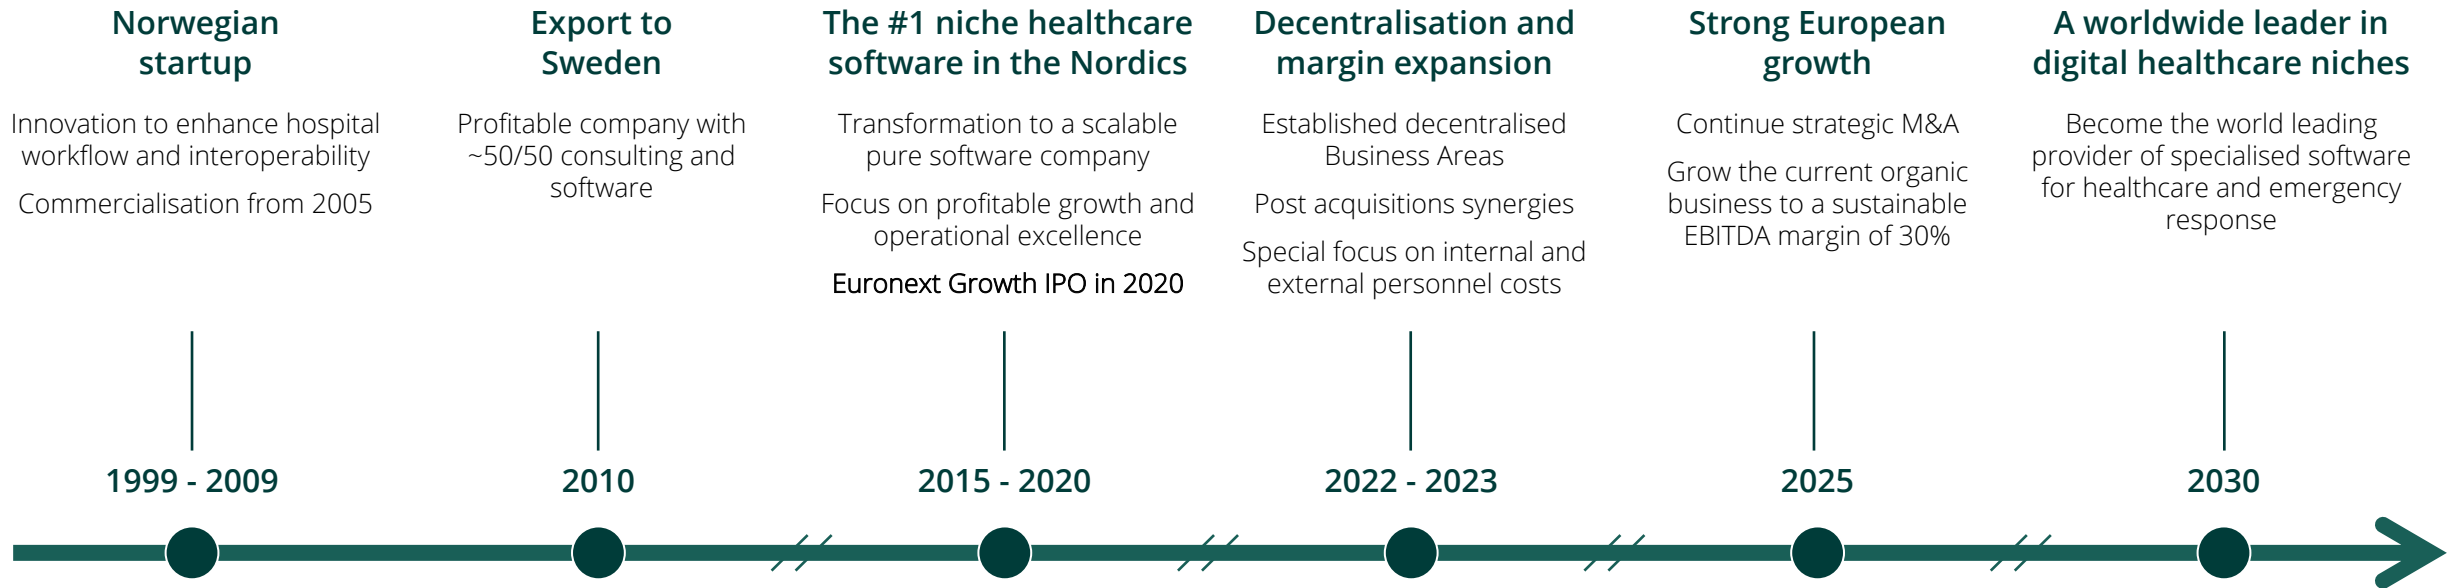 Norwegian
startup
Innovation to enhance hospital
workflow and interoperability
Commercialisation from 2005
1999 - 2009
Export to
Sweden
Profitable company with
~50/50 consulting and
software
2010
The #1 niche healthcare
software in the Nordics
Transformation to a scalable
pure software company
Focus on profitable growth and
operational excellence
Euronext Growth IPO in 2020
2015 - 2020
Decentralisation and
margin expansion
Established decentralised
Business Areas
Post acquisitions synergies
Special focus on internal and
external personnel costs
2022 - 2023
Strong European
growth
Continue strategic M&A
Grow the current organic
business to a sustainable
EBITDA margin of 30%
2025
A worldwide leader in
digital healthcare niches
Become the world leading
provider of specialised software
for healthcare and emergency
response
2030